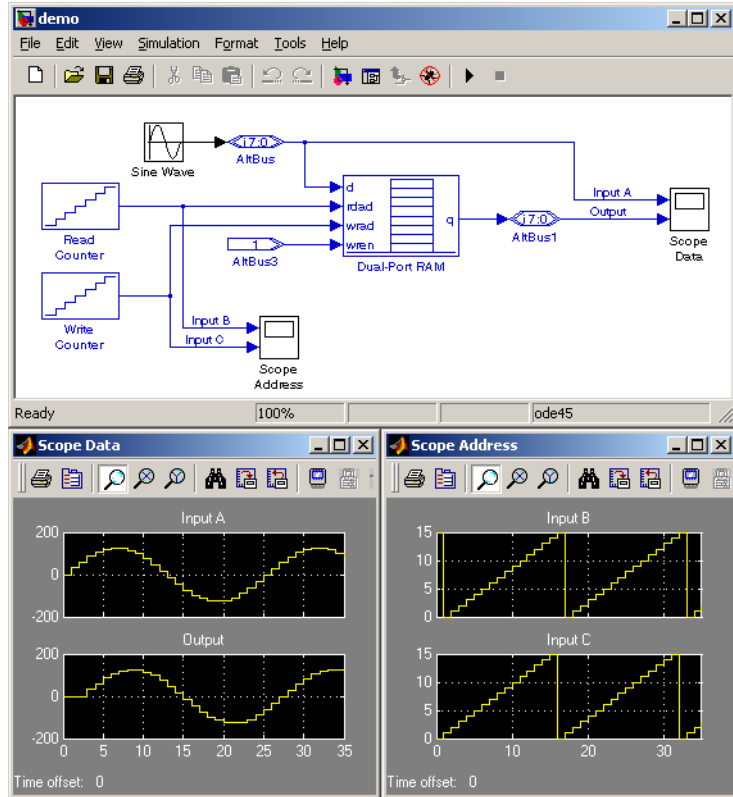 demo
File Edit View Simulation Format Tools Help
Sine Wave
i7:0
AltBus
Read
Counter
Write
Counter
1
AltBus3
d
rdad
wrad
wren
q
Dual-Port RAM
i7:0
AltBus1
Input A
Output
Scope
Data
Input B
Input C
Scope
Address
Ready 100% ode45
Scope Data
Input A
200
0
-200
Output
200
0
-200
0 5 10 15 20 25 30 35
Time offset: 0
Scope Address
Input B
15
10
5
0
Input C
15
10
5
0
0 10 20 30
Time offset: 0